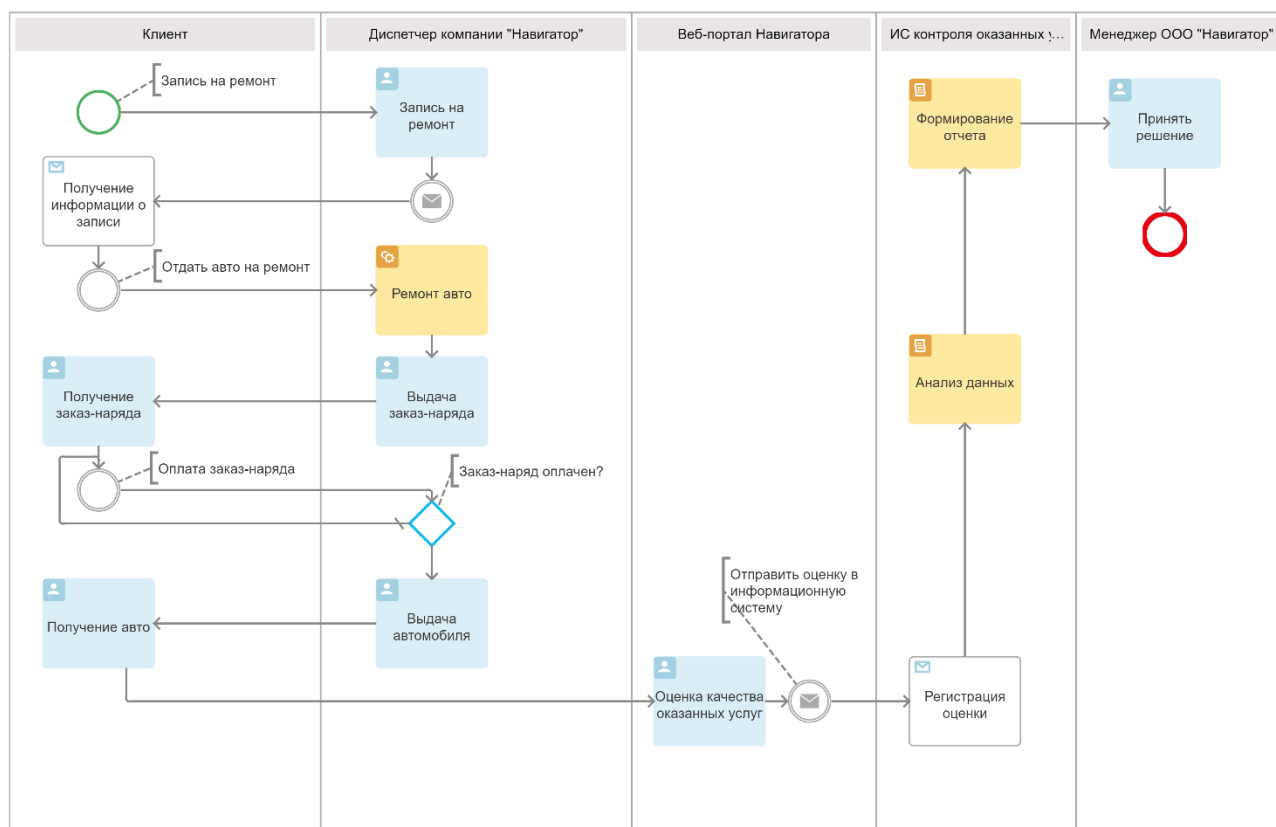 Клиент
Диспетчер компании "Навигатор"
Веб-портал Навигатора
ИС контроля оказанных у...
Менеджер ООО "Навигатор"
Запись на ремонт
Запись на
ремонт
Формирование
отчета
Принять
решение
Получение
информации о
записи
Отдать авто на ремонт
Ремонт авто
Получение
заказ-наряда
Выдача
заказ-наряда
Анализ данных
Оплата заказ-наряда
Заказ-наряд оплачен?
Отправить оценку в
информационную
систему
Получение авто
Выдача
автомобиля
Оценка качества
оказанных услуг
Регистрация
оценки